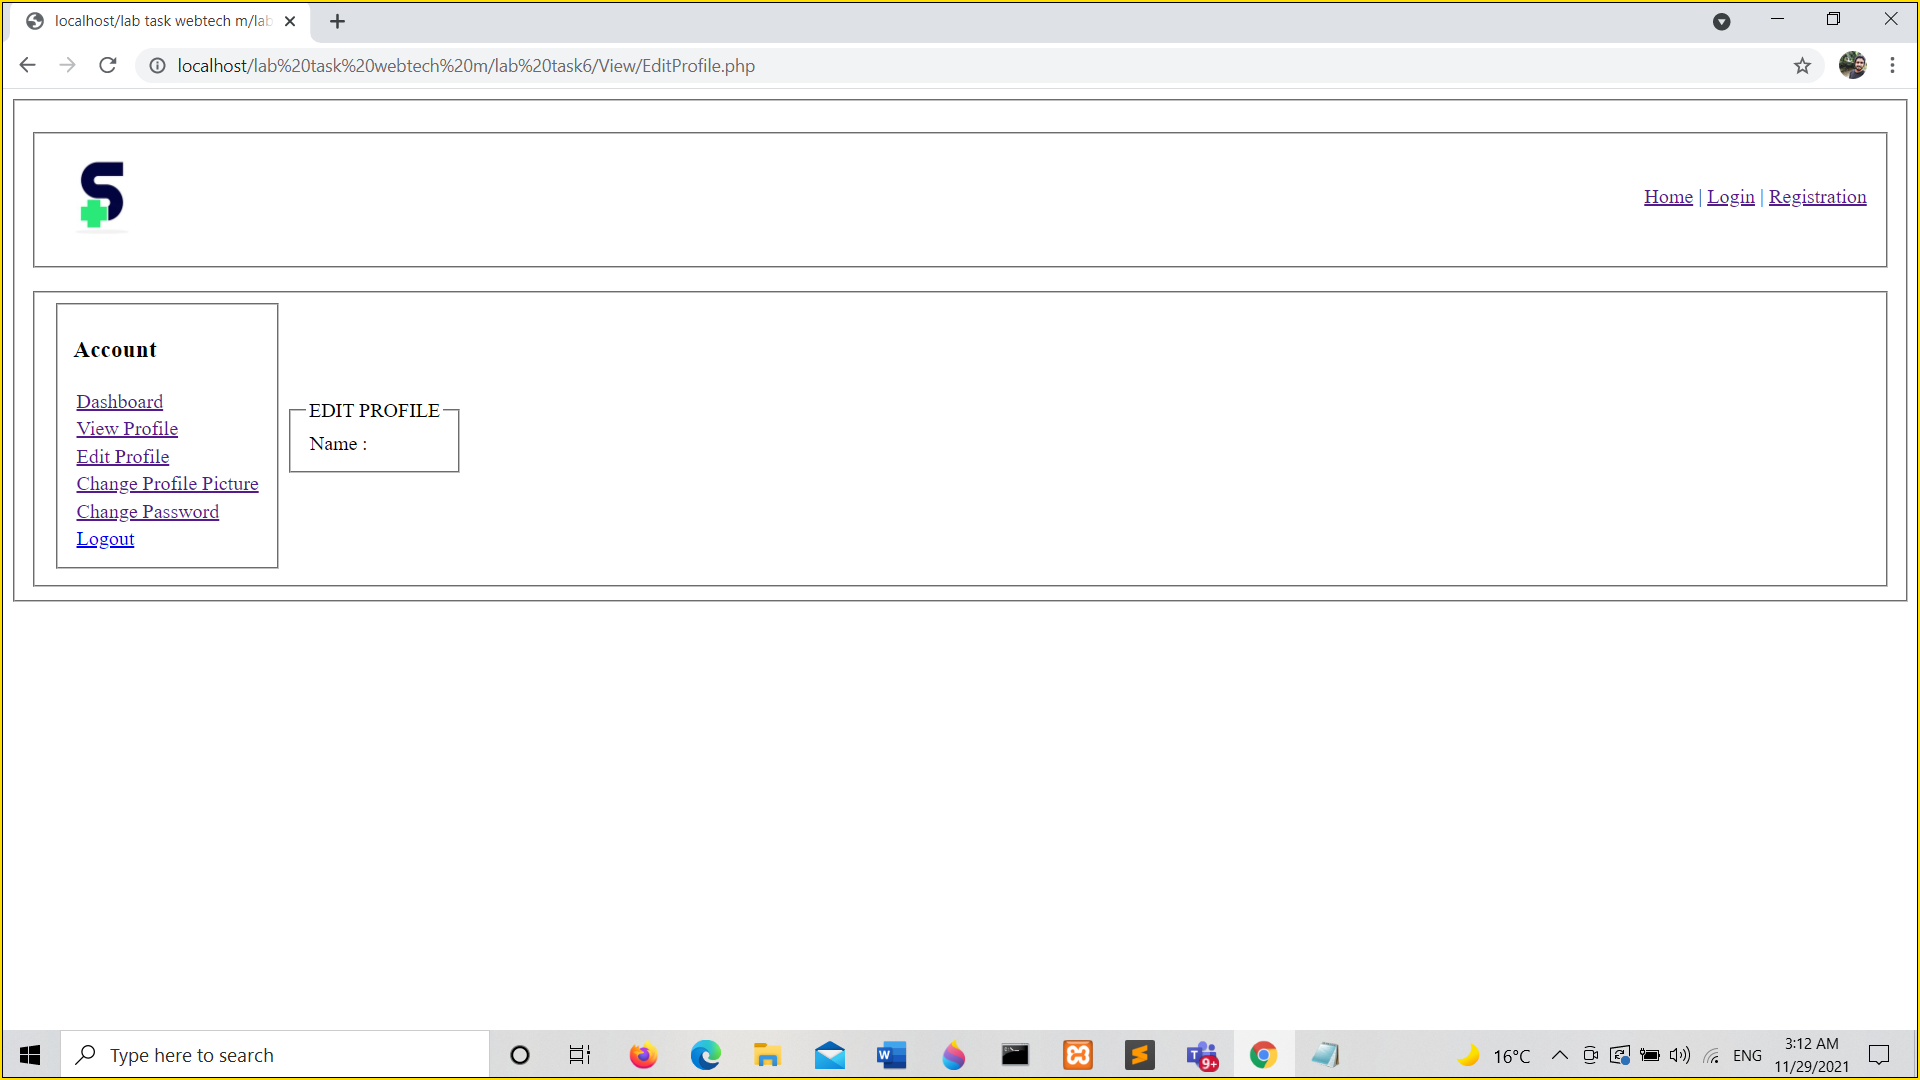 localhost/lab task webtech m/lab
localhost/lab%20task%20webtech%20m/lab%20task6/View/EditProfile.php
S
Home | Login | Registration
Account
Dashboard
View Profile
Edit Profile
Change Profile Picture
Change Password
Logout
EDIT PROFILE
Name :
Type here to search
W
T
9+
16°C
ENG
3:12 AM
11/29/2021